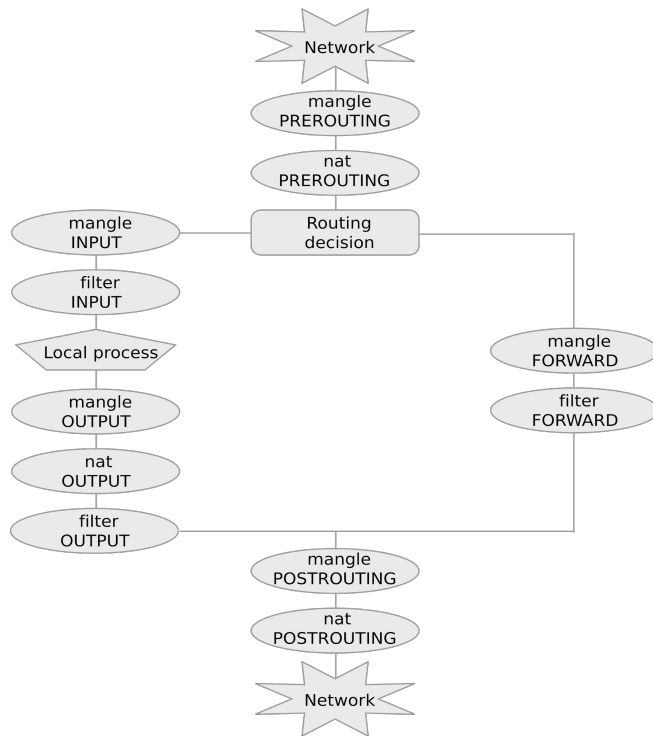 Network
mangle
PREROUTING
nat
PREROUTING
Routing
decision
mangle
INPUT
filter
INPUT
Local process
mangle
OUTPUT
nat
OUTPUT
filter
OUTPUT
mangle
FORWARD
filter
FORWARD
mangle
POSTROUTING
nat
POSTROUTING
Network